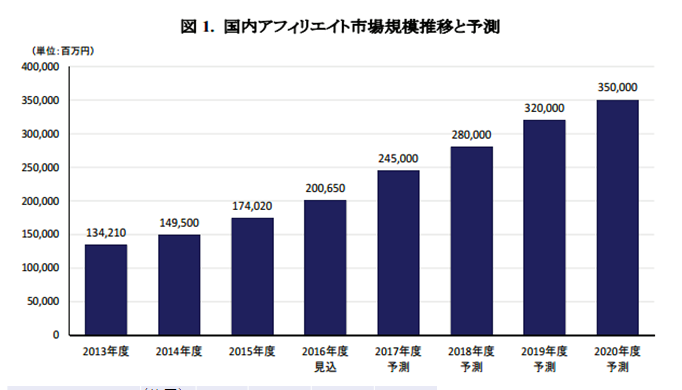 図 1. 国内アフィリエイト市場規模推移と予測
（単位：百万円）
400,000
350,000
300,000
250,000
200,000
150,000
100,000
50,000
0
134,210
149,500
174,020
200,650
245,000
280,000
320,000
350,000
2013年度
2014年度
2015年度
2016年度
見込
2017年度
予測
2018年度
予測
2019年度
予測
2020年度
予測